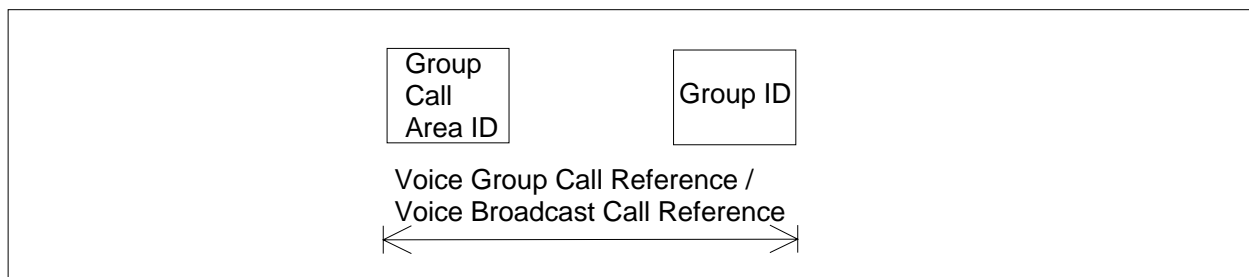 Group
Call
Area ID
Group ID
Voice Group Call Reference /
Voice Broadcast Call Reference